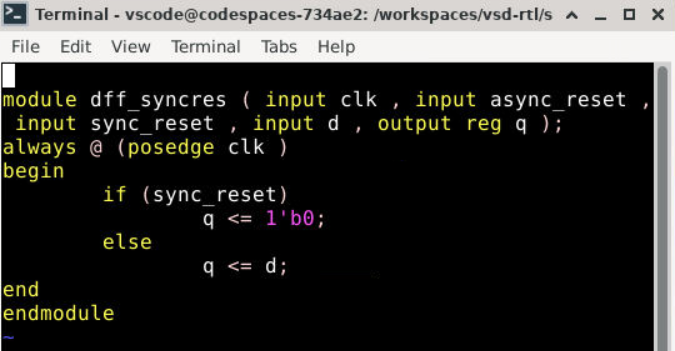 Terminal - vscode@codespaces-734ae2: /workspaces/vsd-rtl/s
File Edit View Terminal Tabs Help
module dff_syncres ( input clk , input async_reset ,
input sync_reset , input d , output reg q );
always @ (posedge clk )
begin
if (sync_reset)
q <= 1'b0;
else
q <= d;
end
endmodule
~